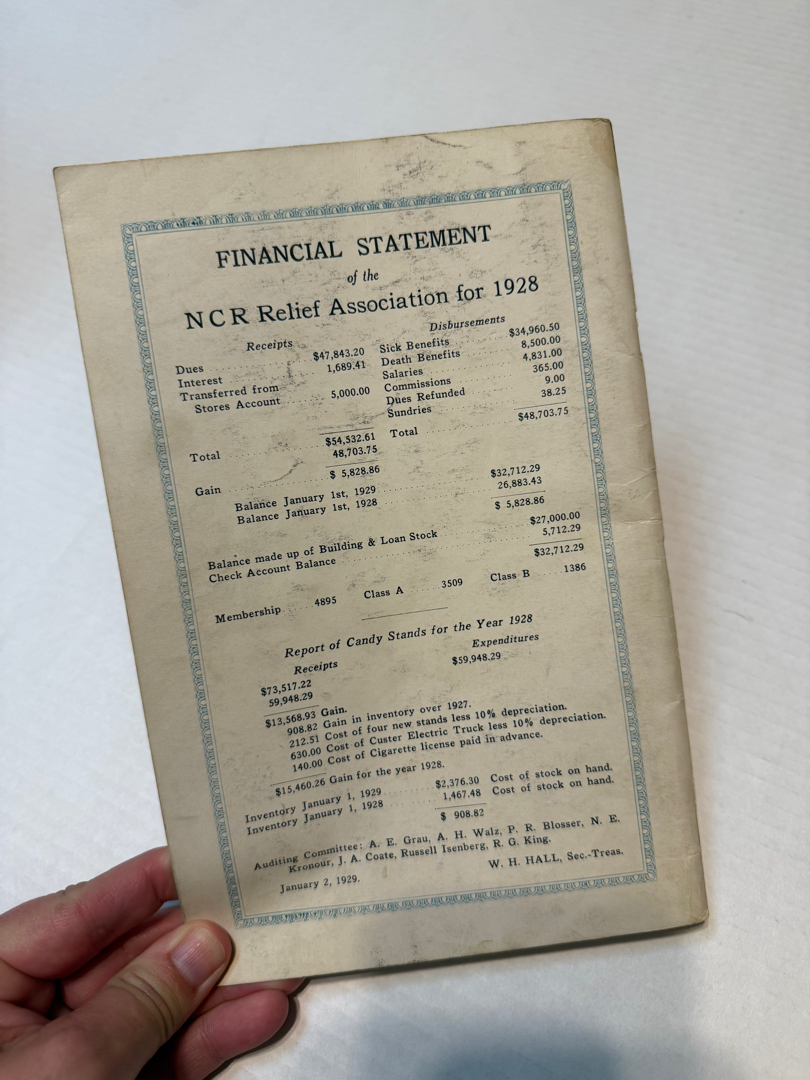 FINANCIAL STATEMENT
of the
NCR Relief Association for 1928
Receipts
Dues $47,843.20
Interest 1,689.41
Transferred from
Stores Account 5,000.00
Total $54,532.61
48,703.75
Gain $ 5,828.86
Disbursements
Sick Benefits $34,960.50
Death Benefits 8,500.00
Salaries 4,831.00
Commissions 365.00
Dues Refunded 9.00
Sundries 38.25
Total $48,703.75
Balance January 1st, 1929 $32,712.29
Balance January 1st, 1928 26,883.43
$ 5,828.86
Balance made up of Building & Loan Stock $27,000.00
Check Account Balance 5,712.29
$32,712.29
Membership 4895 Class A 3509 Class B 1386
Report of Candy Stands for the Year 1928
Receipts Expenditures
$73,517.22 $59,948.29
59,948.29
$13,568.93 Gain.
908.82 Gain in inventory over 1927.
212.51 Cost of four new stands less 10% depreciation.
630.00 Cost of Custer Electric Truck less 10% depreciation.
140.00 Cost of Cigarette license paid in advance.
$15,460.26 Gain for the year 1928.
Inventory January 1, 1929 $2,376.30 Cost of stock on hand.
Inventory January 1, 1928 1,467.48 Cost of stock on hand.
$ 908.82
Auditing Committee: A. E. Grau, A. H. Walz, P. R. Blosser, N. E.
Kronour, J. A. Coate, Russell Isenberg, R. G. King.
W. H. HALL, Sec.-Treas.
January 2, 1929.